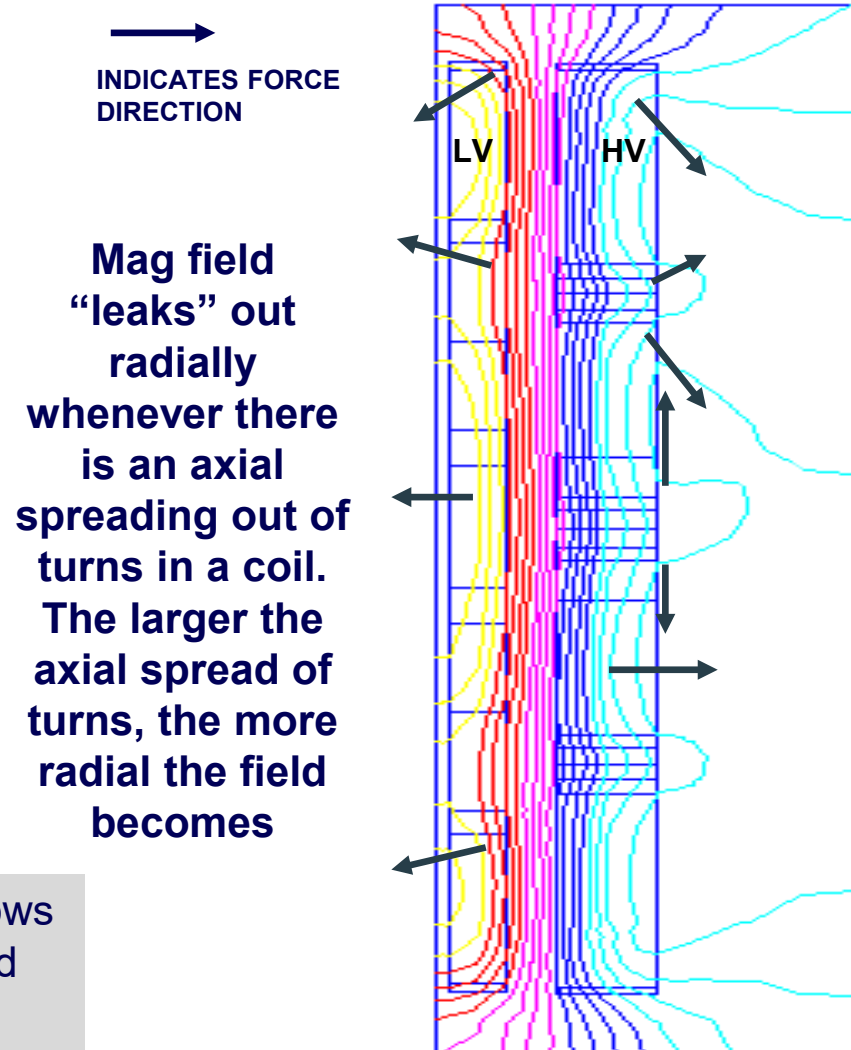 INDICATES FORCE
DIRECTION
LV
HV
Mag field
“leaks” out
radially
whenever there
is an axial
spreading out of
turns in a coil.
The larger the
axial spread of
turns, the more
radial the field
becomes